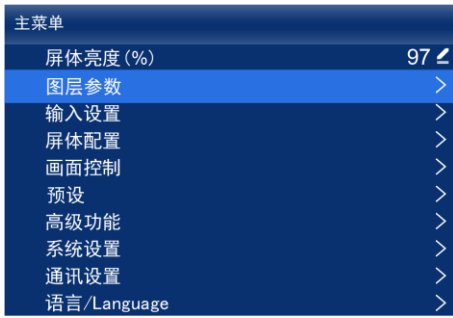 主菜单
屏体亮度(%) 97
图层参数
输入设置
屏体配置
画面控制
预设
高级功能
系统设置
通讯设置
语言/Language